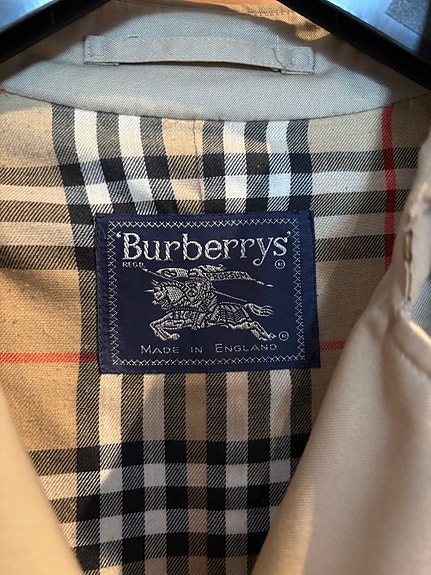 'Burberrys'
REGD. ®
®
MADE IN ENGLAND